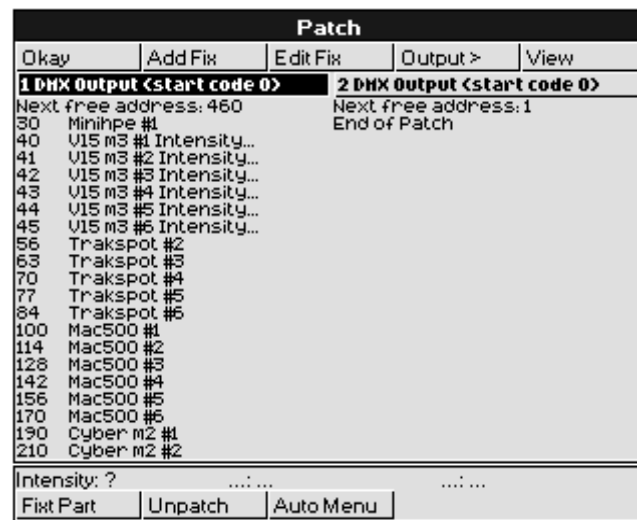 Patch
Okay Add Fix Edit Fix Output > View
1 DMX Output <start code 0> 2 DMX Output <start code 0>
Next free address: 460 Next free address: 1
30 Minihpe #1 End of Patch
40 V15 m3 #1 Intensity...
41 V15 m3 #2 Intensity...
42 V15 m3 #3 Intensity...
43 V15 m3 #4 Intensity...
44 V15 m3 #5 Intensity...
45 V15 m3 #6 Intensity...
56 Trakspot #2
63 Trakspot #3
70 Trakspot #4
77 Trakspot #5
84 Trakspot #6
100 Mac500 #1
114 Mac500 #2
128 Mac500 #3
142 Mac500 #4
156 Mac500 #5
170 Mac500 #6
190 Cyber m2 #1
210 Cyber m2 #2
Intensity: ? ...: ... ...: ...
Fixt Part Unpatch Auto Menu